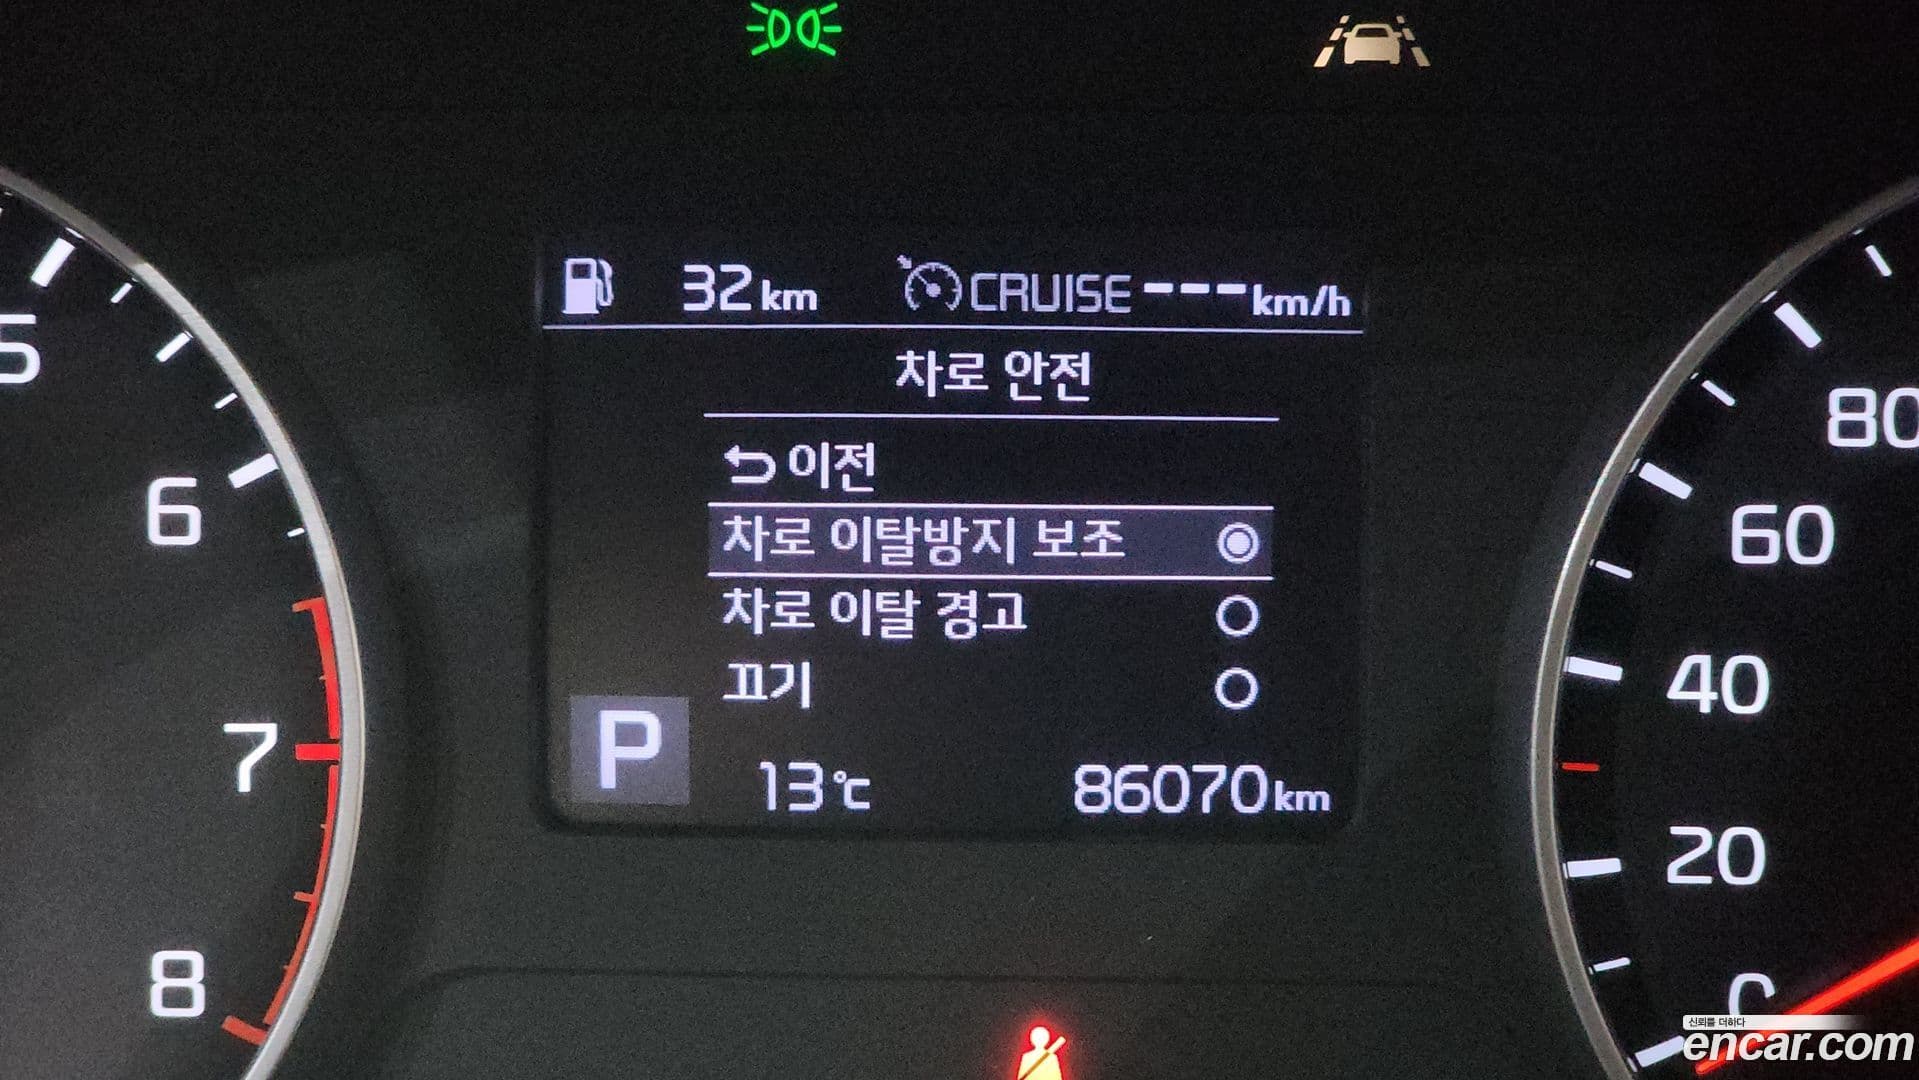 32 km CRUISE ---km/h
차로 안전
이전
차로 이탈방지 보조
차로 이탈 경고
끄기
P 13℃ 86070km
5
6
7
8
80
60
40
20
신뢰를 더하다
encar.com